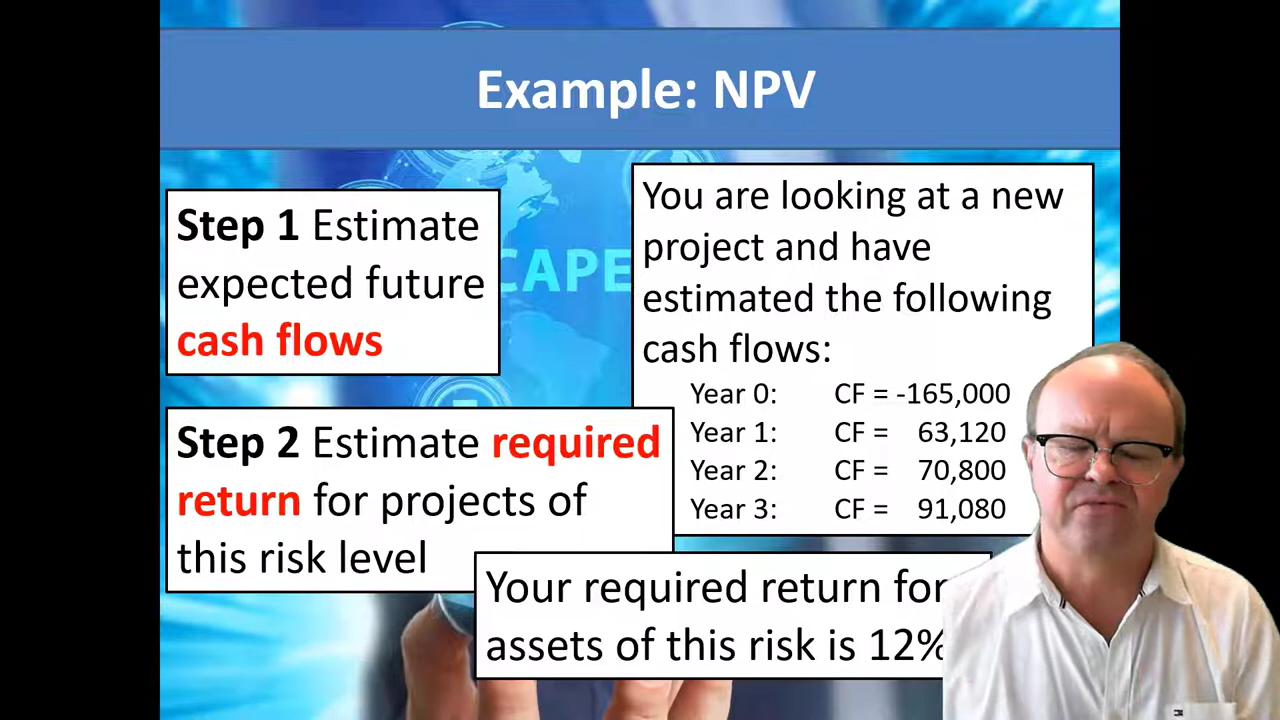 Example: NPV
Step 1 Estimate
expected future
cash flows
CAPE
Step 2 Estimate required
return for projects of
this risk level
You are looking at a new
project and have
estimated the following
cash flows:
Year 0: CF = -165,000
Year 1: CF = 63,120
Year 2: CF = 70,800
Year 3: CF = 91,080
Your required return for
assets of this risk is 12%